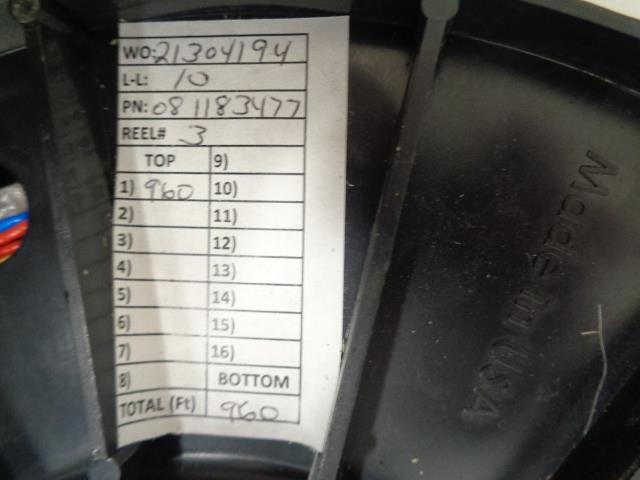 WO: 21304194
L-L: 10
PN: 081183477
REEL# 3
TOP 9)
1) 960 10)
2) 11)
3) 12)
4) 13)
5) 14)
6) 15)
7) 16)
8) BOTTOM
TOTAL (Ft) 960
Made in USA